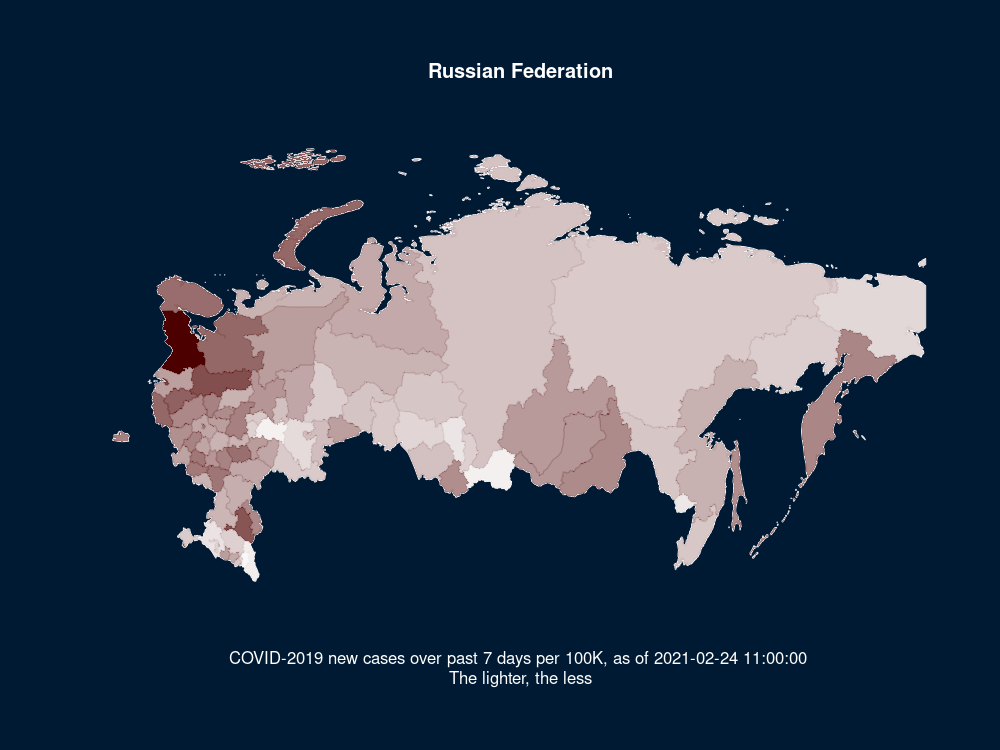 Russian Federation
COVID-2019 new cases over past 7 days per 100K, as of 2021-02-24 11:00:00
The lighter, the less